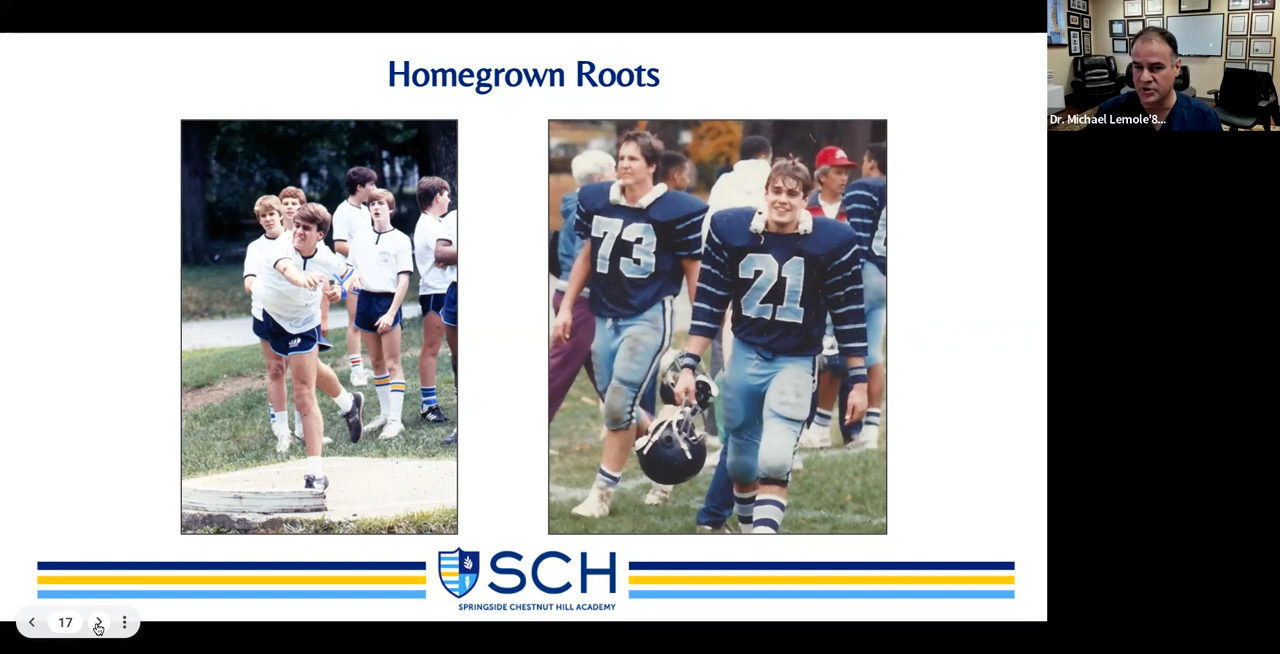 Homegrown Roots
Dr. Michael Lemole'8...
73
21
SCH
SPRINGSIDE CHESTNUT HILL ACADEMY
17